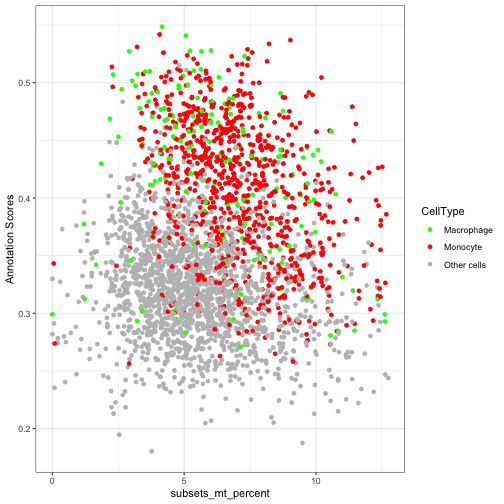 0.5
0.4
0.3
0.2
Annotation Scores
0
5
10
subsets_mt_percent
CellType
Macrophage
Monocyte
Other cells